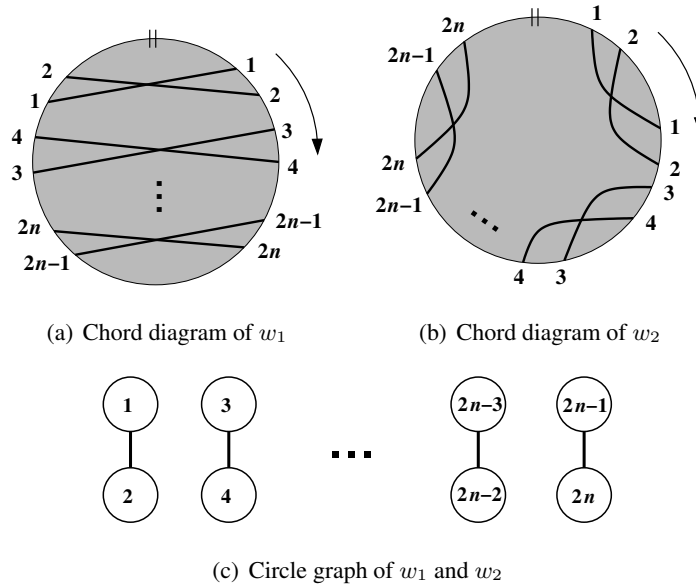 2 1
1 2
4 3
3 4
2n 2n−1
2n−1 2n
(a) Chord diagram of w1
2n 1
2n−1 2
2n 1
2n−1 2
3
4
4 3
(b) Chord diagram of w2
1 3 2n−3 2n−1
2 4 2n−2 2n
(c) Circle graph of w1 and w2